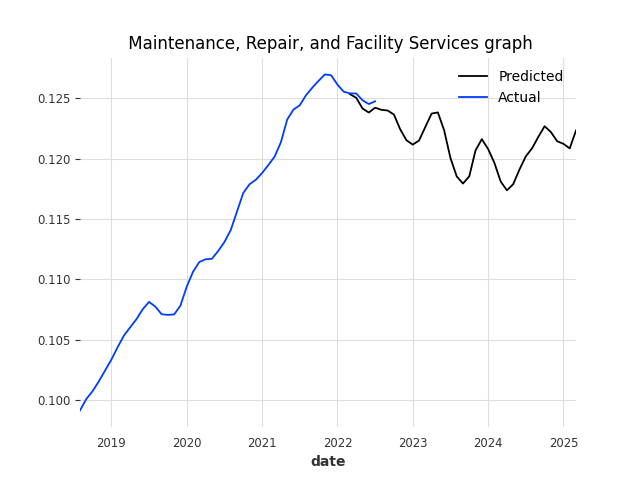 Maintenance, Repair, and Facility Services graph
Predicted
Actual
0.125
0.120
0.115
0.110
0.105
0.100
2019 2020 2021 2022 2023 2024 2025
date